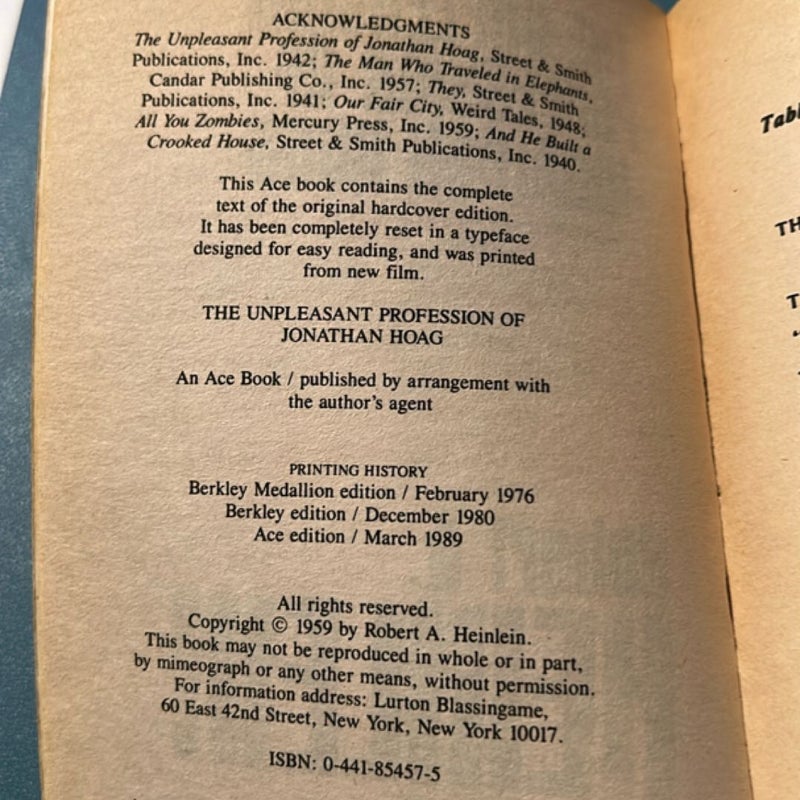 ACKNOWLEDGMENTS
The Unpleasant Profession of Jonathan Hoag, Street & Smith
Publications, Inc. 1942; The Man Who Traveled in Elephants,
Candar Publishing Co., Inc. 1957; They, Street & Smith
Publications, Inc. 1941; Our Fair City, Weird Tales, 1948;
All You Zombies, Mercury Press, Inc. 1959; And He Built a
Crooked House, Street & Smith Publications, Inc. 1940.
This Ace book contains the complete
text of the original hardcover edition.
It has been completely reset in a typeface
designed for easy reading, and was printed
from new film.
THE UNPLEASANT PROFESSION OF
JONATHAN HOAG
An Ace Book / published by arrangement with
the author's agent
PRINTING HISTORY
Berkley Medallion edition / February 1976
Berkley edition / December 1980
Ace edition / March 1989
All rights reserved.
Copyright © 1959 by Robert A. Heinlein.
This book may not be reproduced in whole or in part,
by mimeograph or any other means, without permission.
For information address: Lurton Blassingame,
60 East 42nd Street, New York, New York 10017.
ISBN: 0-441-85457-5